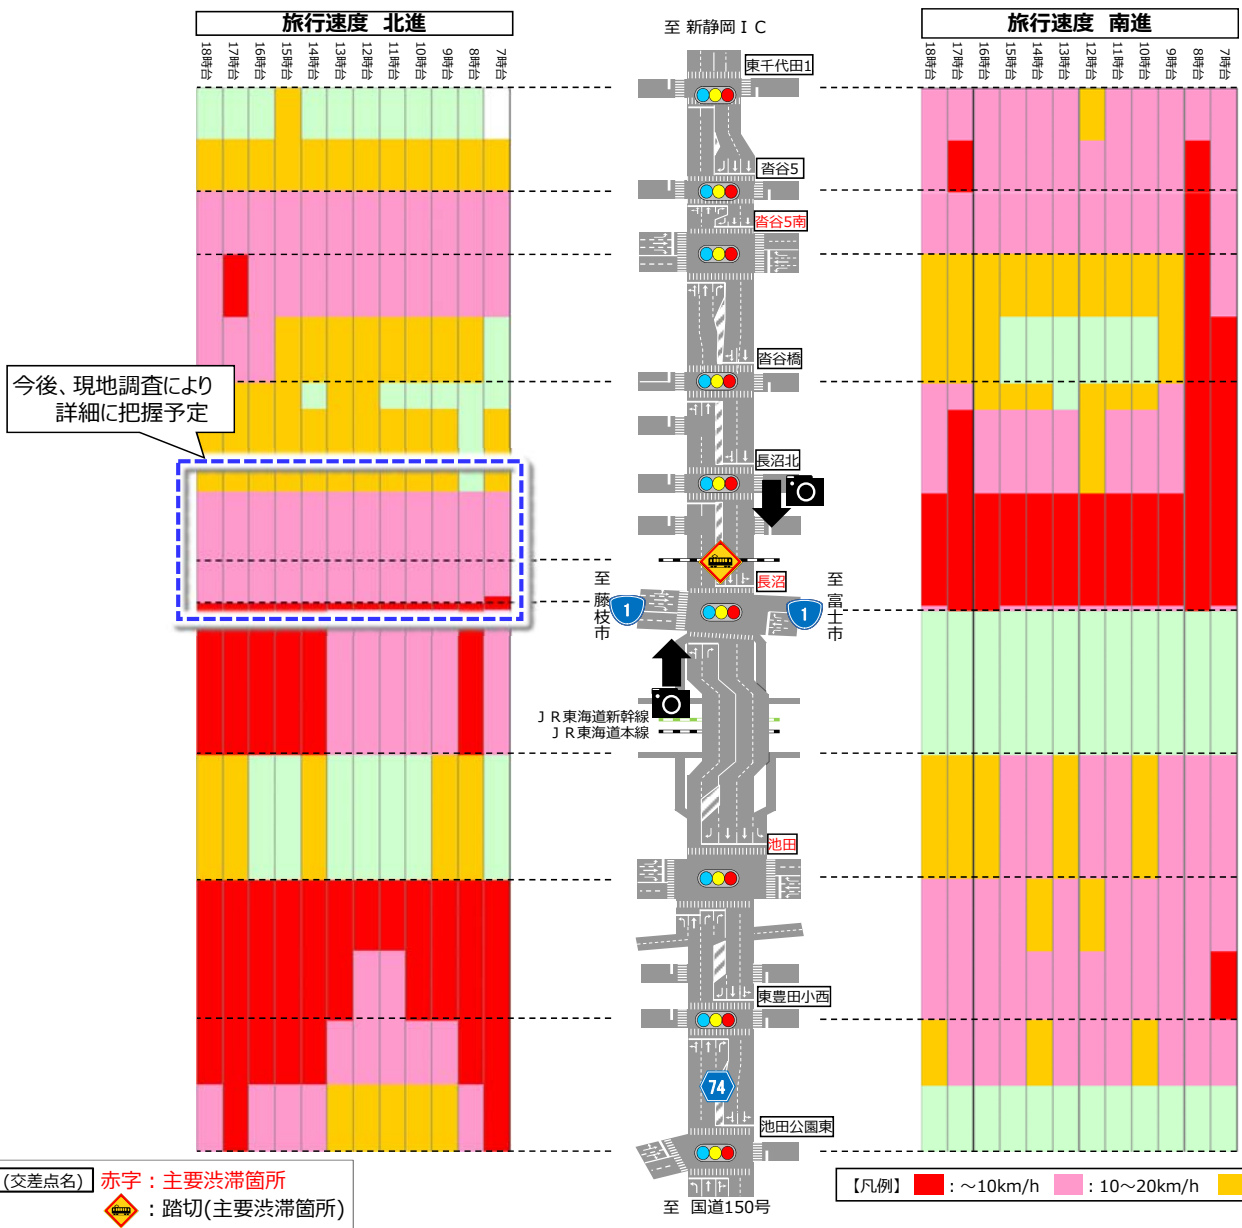 旅行速度 北進
18時台
17時台
16時台
15時台
14時台
13時台
12時台
11時台
10時台
9時台
8時台
7時台
至 新静岡ＩＣ
旅行速度 南進
18時台
17時台
16時台
15時台
14時台
13時台
12時台
11時台
10時台
9時台
8時台
7時台
東千代田1
沓谷5
沓谷5南
沓谷橋
今後、現地調査により
詳細に把握予定
長沼北
長沼
至 藤枝市
1
1
至 富士市
ＪＲ東海道新幹線
ＪＲ東海道本線
池田
東豊田小西
74
池田公園東
至 国道150号
(交差点名) 赤字：主要渋滞箇所
：踏切(主要渋滞箇所)
【凡例】 ：～10km/h ：10～20km/h